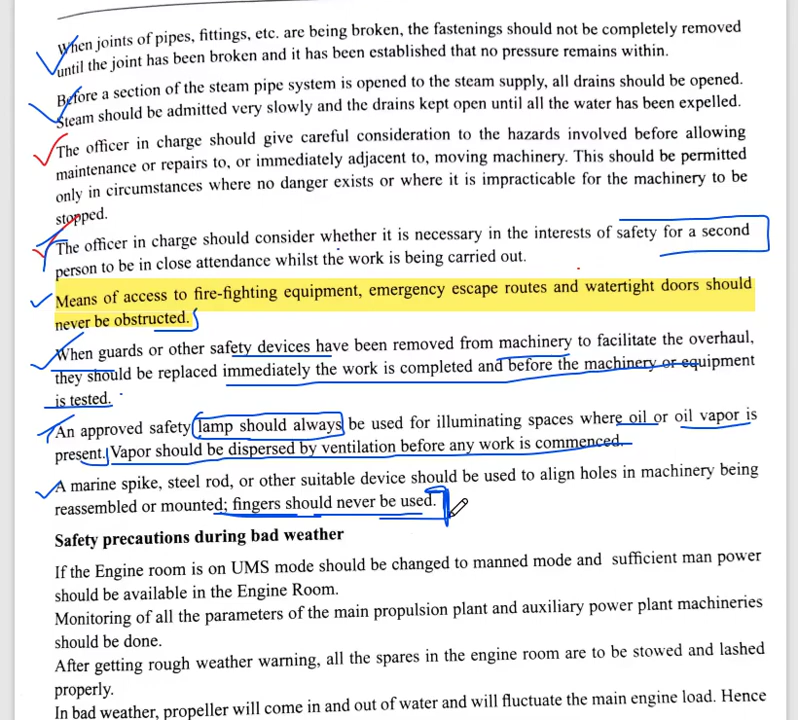 When joints of pipes, fittings, etc. are being broken, the fastenings should not be completely removed
until the joint has been broken and it has been established that no pressure remains within.
Before a section of the steam pipe system is opened to the steam supply, all drains should be opened.
Steam should be admitted very slowly and the drains kept open until all the water has been expelled.
The officer in charge should give careful consideration to the hazards involved before allowing
maintenance or repairs to, or immediately adjacent to, moving machinery. This should be permitted
only in circumstances where no danger exists or where it is impracticable for the machinery to be
stopped.
The officer in charge should consider whether it is necessary in the interests of safety for a second
person to be in close attendance whilst the work is being carried out.
Means of access to fire-fighting equipment, emergency escape routes and watertight doors should
never be obstructed.
When guards or other safety devices have been removed from machinery to facilitate the overhaul,
they should be replaced immediately the work is completed and before the machinery or equipment
is tested.
An approved safety lamp should always be used for illuminating spaces where oil or oil vapor is
present. Vapor should be dispersed by ventilation before any work is commenced.
A marine spike, steel rod, or other suitable device should be used to align holes in machinery being
reassembled or mounted; fingers should never be used.
Safety precautions during bad weather
If the Engine room is on UMS mode should be changed to manned mode and sufficient man power
should be available in the Engine Room.
Monitoring of all the parameters of the main propulsion plant and auxiliary power plant machineries
should be done.
After getting rough weather warning, all the spares in the engine room are to be stowed and lashed
properly.
In bad weather, propeller will come in and out of water and will fluctuate the main engine load. Hence